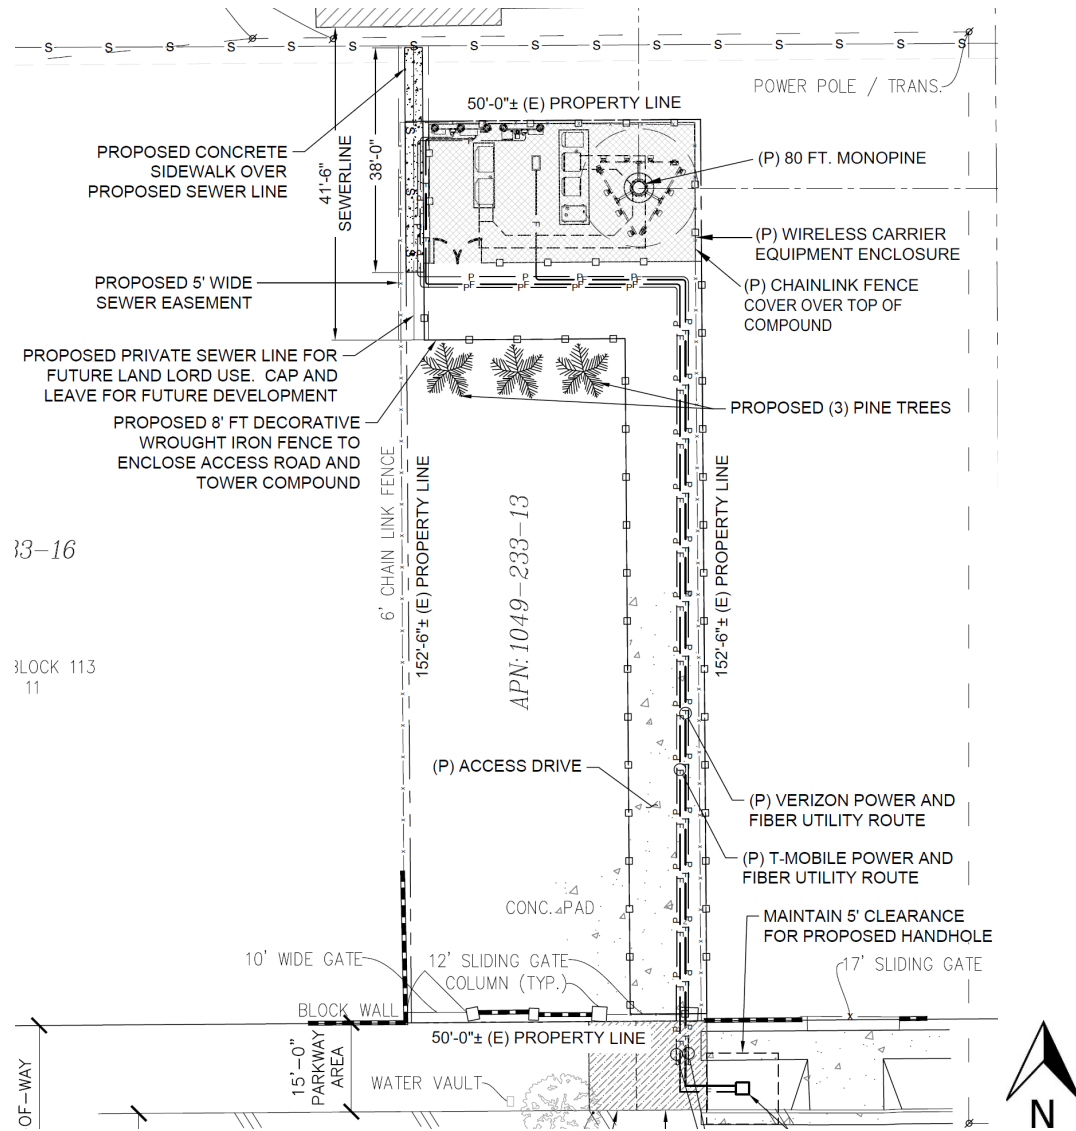 S S S S S S S S S S S S S S S S
POWER POLE / TRANS.
50'-0"± (E) PROPERTY LINE
PROPOSED CONCRETE
SIDEWALK OVER
PROPOSED SEWER LINE
41'-6"
SEWERLINE
38'-0"
(P) 80 FT. MONOPINE
(P) WIRELESS CARRIER
EQUIPMENT ENCLOSURE
(P) CHAINLINK FENCE
COVER OVER TOP OF
COMPOUND
PROPOSED 5' WIDE
SEWER EASEMENT
PROPOSED PRIVATE SEWER LINE FOR
FUTURE LAND LORD USE.  CAP AND
LEAVE FOR FUTURE DEVELOPMENT
PROPOSED 8' FT DECORATIVE
WROUGHT IRON FENCE TO
ENCLOSE ACCESS ROAD AND
TOWER COMPOUND
PROPOSED (3) PINE TREES
6' CHAIN LINK FENCE
152'-6"± (E) PROPERTY LINE
APN: 1049-233-13
152'-6"± (E) PROPERTY LINE
33-16
BLOCK 113
11
(P) ACCESS DRIVE
(P) VERIZON POWER AND
FIBER UTILITY ROUTE
(P) T-MOBILE POWER AND
FIBER UTILITY ROUTE
CONC. PAD
MAINTAIN 5' CLEARANCE
FOR PROPOSED HANDHOLE
10' WIDE GATE
12' SLIDING GATE
COLUMN (TYP.)
17' SLIDING GATE
BLOCK WALL
50'-0"± (E) PROPERTY LINE
15'-0"
PARKWAY
AREA
OF-WAY
WATER VAULT
N